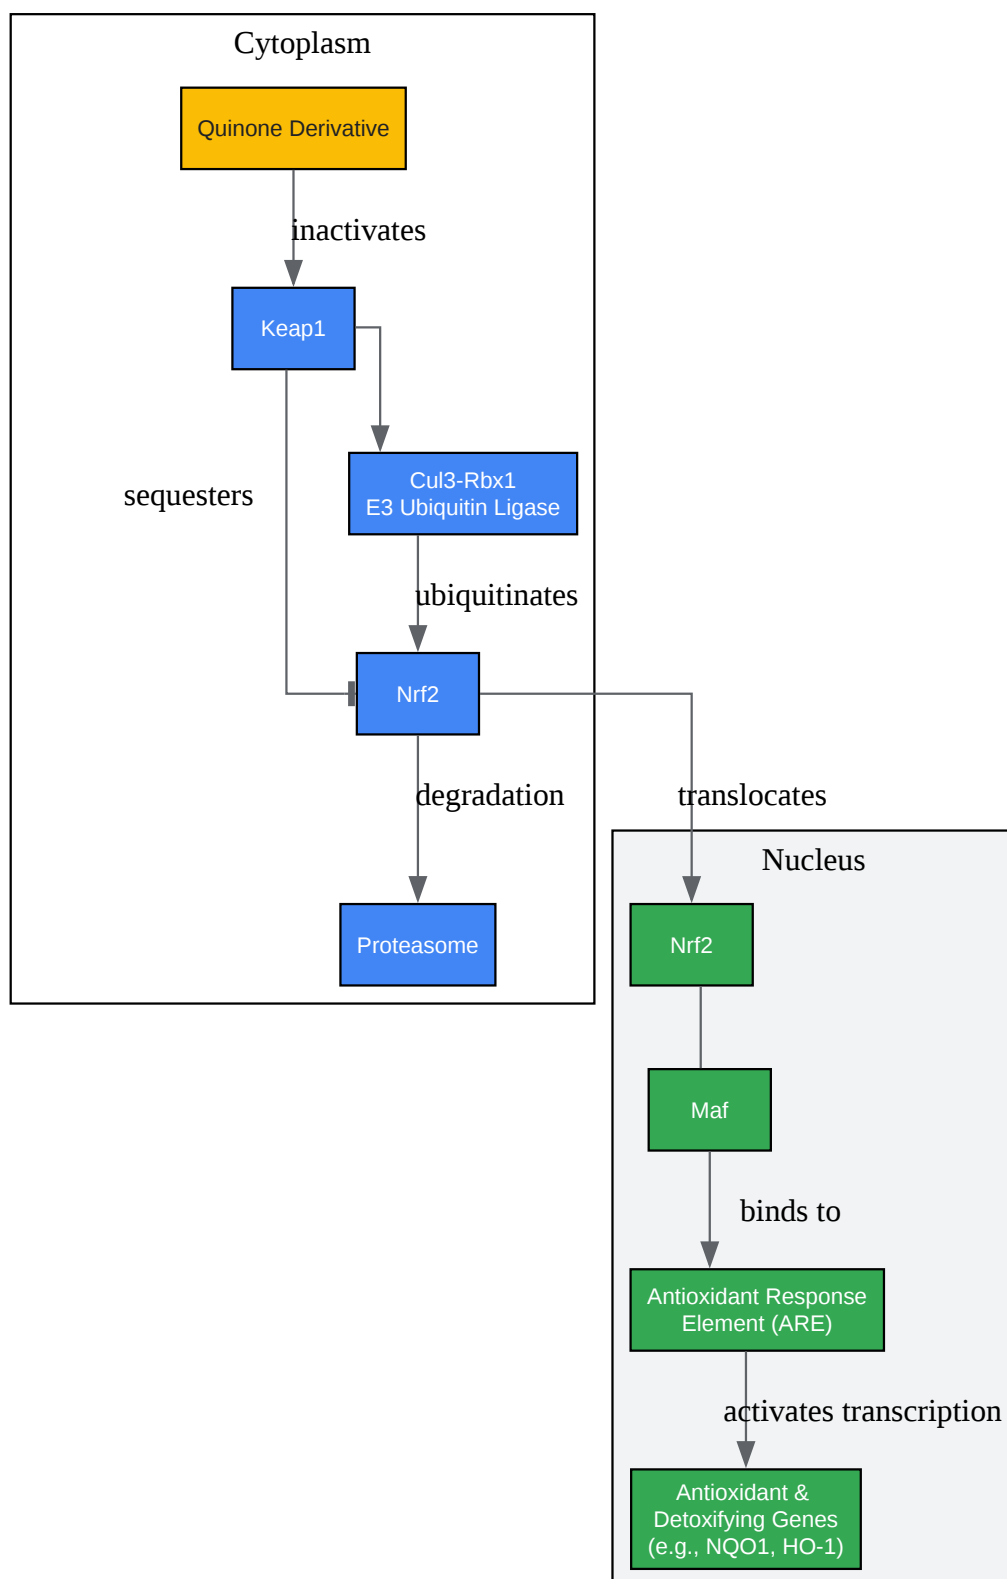 Cytoplasm
Quinone Derivative
inactivates
Keap1
Cul3-Rbx1
E3 Ubiquitin Ligase
sequesters
ubiquitinates
Nrf2
degradation
translocates
Nucleus
Proteasome
Nrf2
Maf
binds to
Antioxidant Response
Element (ARE)
activates transcription
Antioxidant &
Detoxifying Genes
(e.g., NQO1, HO-1)